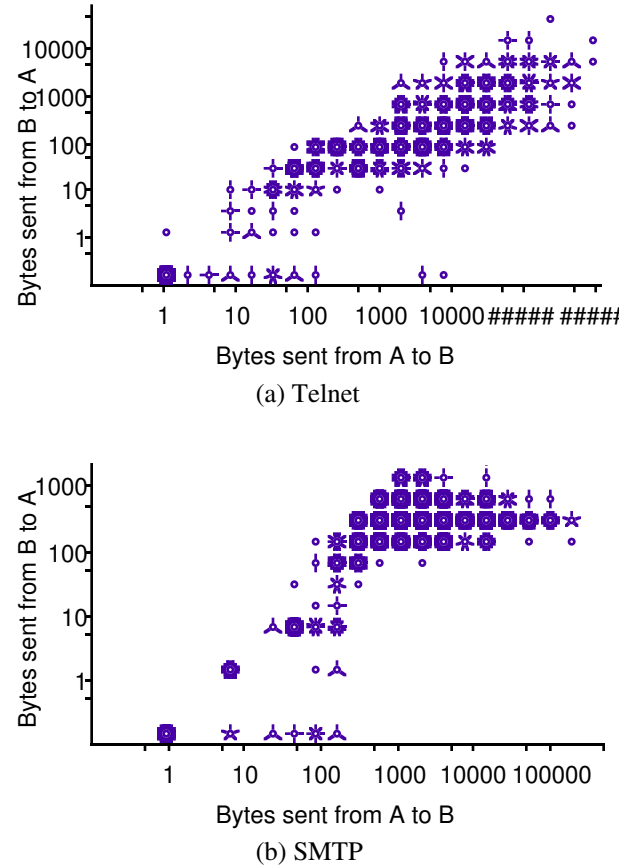 Bytes sent from B to A
10000
1000
100
10
1
1 10 100 1000 10000 ##### #####
Bytes sent from A to B
(a) Telnet
Bytes sent from B to A
1000
100
10
1
1 10 100 1000 10000 100000
Bytes sent from A to B
(b) SMTP